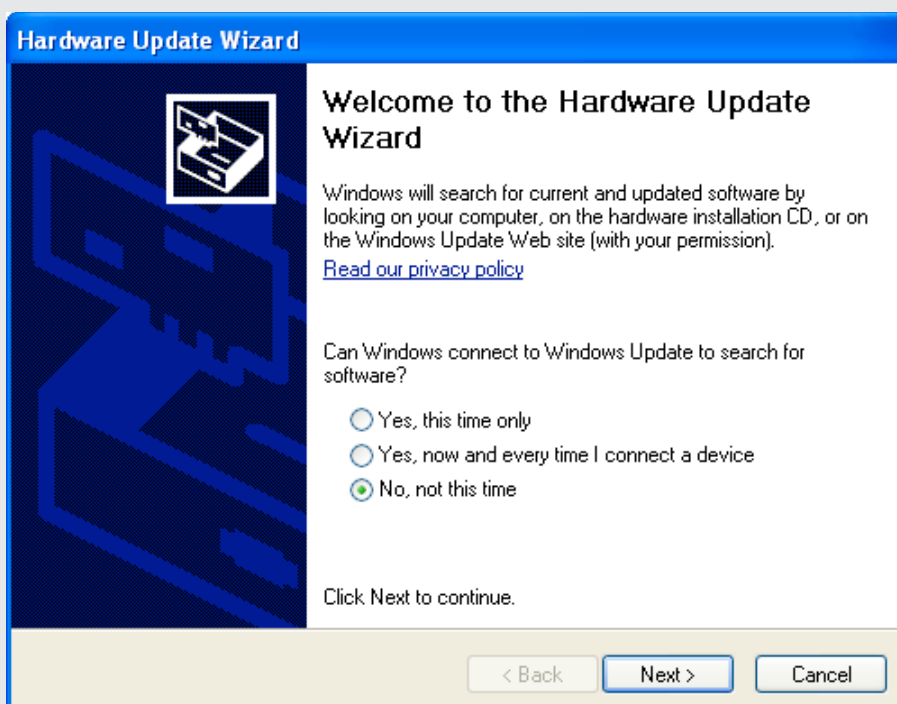 Hardware Update Wizard
Welcome to the Hardware Update
Wizard
Windows will search for current and updated software by
looking on your computer, on the hardware installation CD, or on
the Windows Update Web site (with your permission).
Read our privacy policy
Can Windows connect to Windows Update to search for
software?
Yes, this time only
Yes, now and every time I connect a device
No, not this time
Click Next to continue.
< Back Next > Cancel